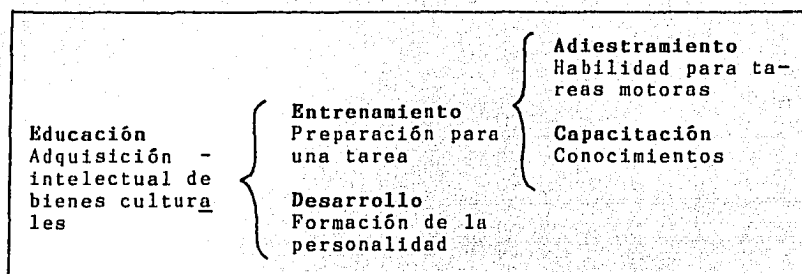 Educación
Adquisición -
intelectual de
bienes cultura
les
Entrenamiento
Preparación para
una tarea
Desarrollo
Formación de la
personalidad
Adiestramiento
Habilidad para ta-
reas motoras
Capacitación
Conocimientos